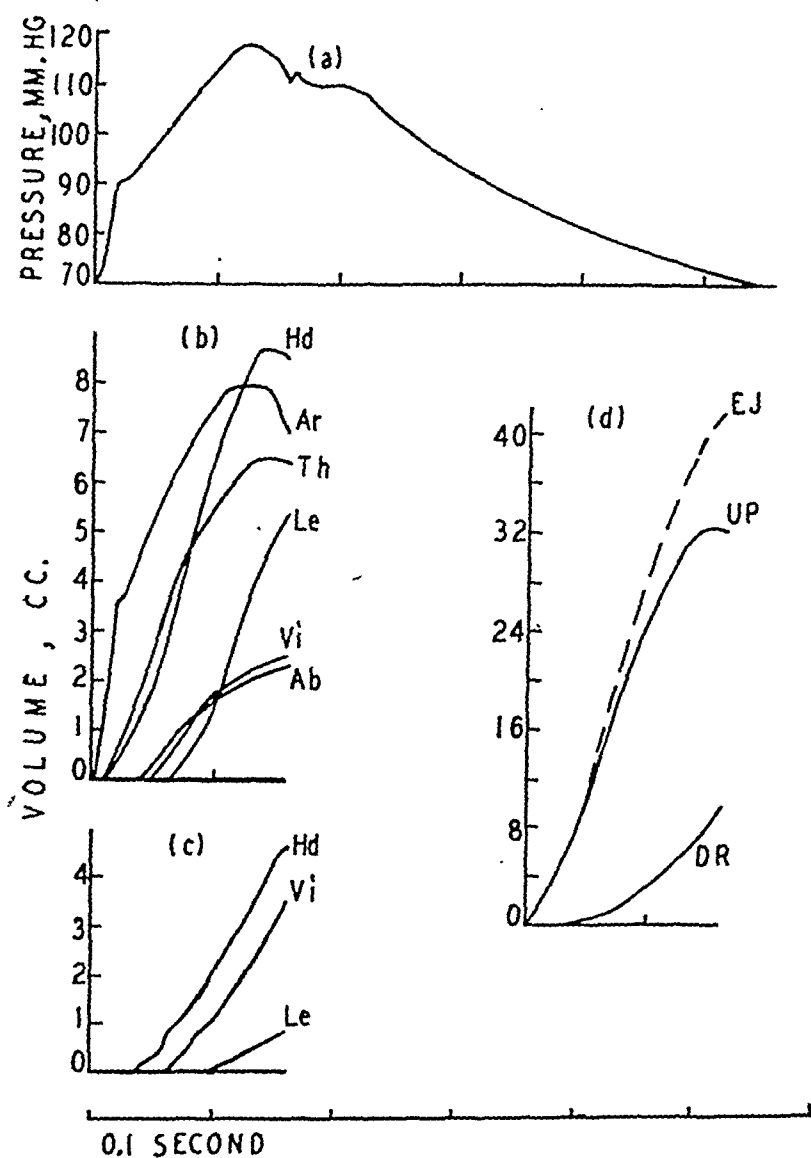 PRESSURE, MM. HG
120
110
100
90
80
70
(a)
VOLUME, CC.
(b)
8
7
6
5
4
3
2
1
0
Hd
Ar
Th
Le
Vi
Ab
(c)
4
3
2
1
0
Hd
Vi
Le
(d)
40
32
24
16
8
0
EJ
UP
DR
0.1 SECOND